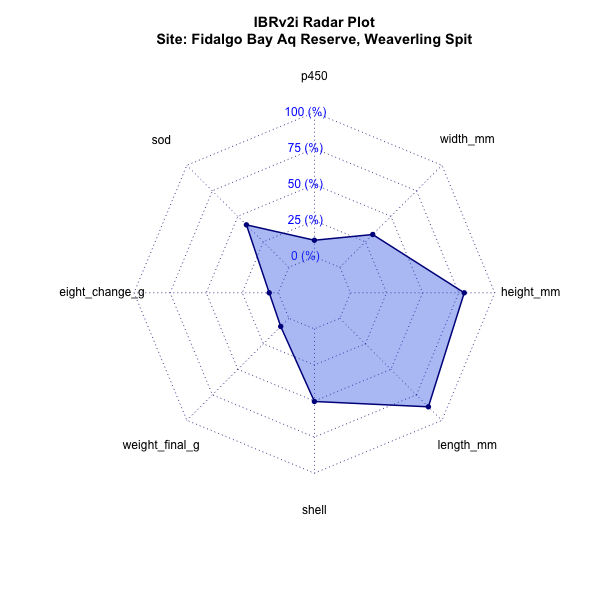 IBRv2i Radar Plot
Site: Fidalgo Bay Aq Reserve, Weaverling Spit
p450
100 (%)
sod
width_mm
75 (%)
50 (%)
25 (%)
0 (%)
eight_change_g
height_mm
weight_final_g
length_mm
shell